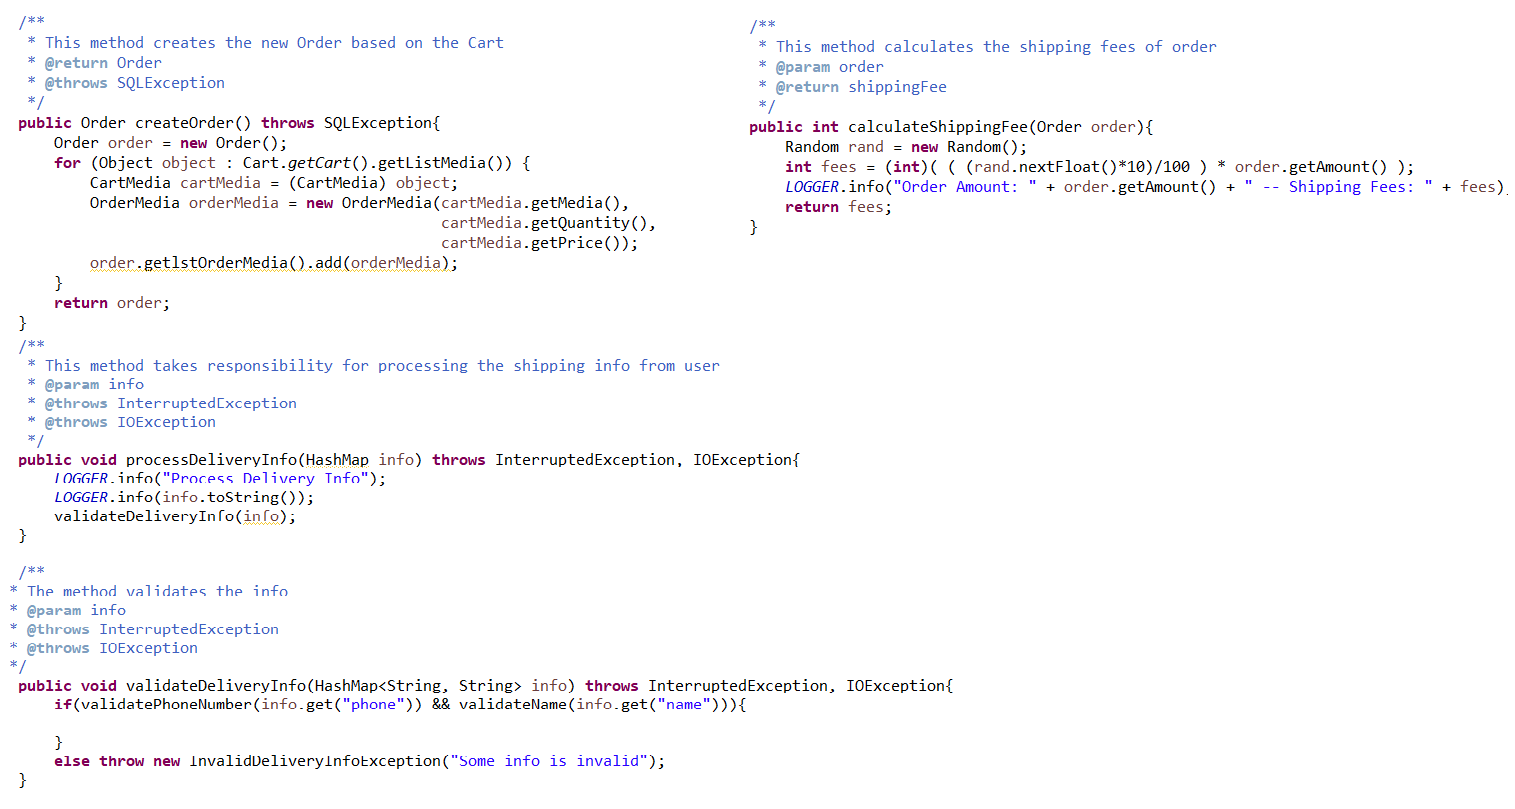 /**
 * This method creates the new Order based on the Cart
 * @return Order
 * @throws SQLException
 */
public Order createOrder() throws SQLException{
    Order order = new Order();
    for (Object object : Cart.getCart().getListMedia()) {
        CartMedia cartMedia = (CartMedia) object;
        OrderMedia orderMedia = new OrderMedia(cartMedia.getMedia(),
                                               cartMedia.getQuantity(),
                                               cartMedia.getPrice());
        order.getlstOrderMedia().add(orderMedia);
    }
    return order;
}
/**
 * This method takes responsibility for processing the shipping info from user
 * @param info
 * @throws InterruptedException
 * @throws IOException
 */
public void processDeliveryInfo(HashMap info) throws InterruptedException, IOException{
    LOGGER.info("Process Delivery Info");
    LOGGER.info(info.toString());
    validateDeliveryInfo(info);
}
/**
* The method validates the info
* @param info
* @throws InterruptedException
* @throws IOException
*/
public void validateDeliveryInfo(HashMap<String, String> info) throws InterruptedException, IOException{
    if(validatePhoneNumber(info.get("phone")) && validateName(info.get("name"))){
    }
    else throw new InvalidDeliveryInfoException("Some info is invalid");
}
/**
 * This method calculates the shipping fees of order
 * @param order
 * @return shippingFee
 */
public int calculateShippingFee(Order order){
    Random rand = new Random();
    int fees = (int)( ( (rand.nextFloat()*10)/100 ) * order.getAmount() );
    LOGGER.info("Order Amount: " + order.getAmount() + " -- Shipping Fees: " + fees)
    return fees;
}